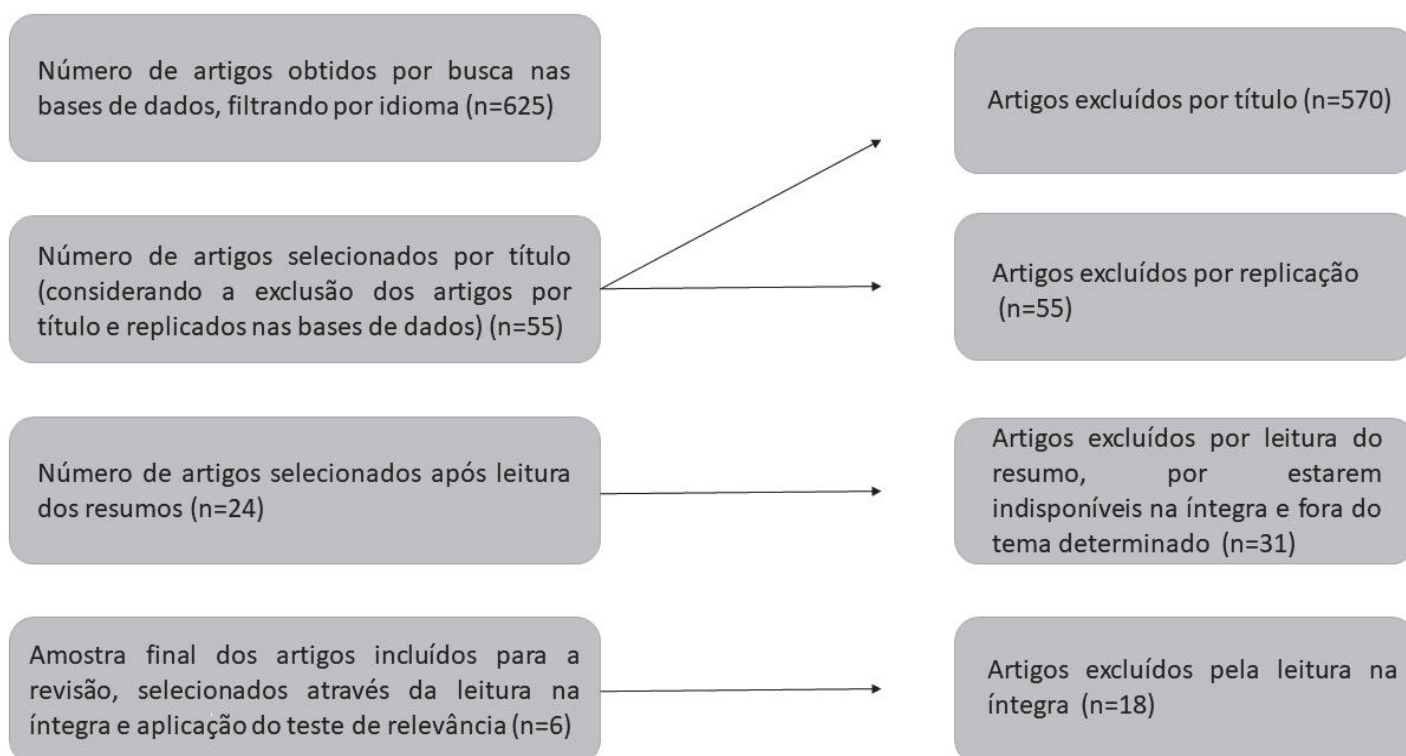 Número de artigos obtidos por busca nas
bases de dados, filtrando por idioma (n=625)
Artigos excluídos por título (n=570)
Número de artigos selecionados por título
(considerando a exclusão dos artigos por
título e replicados nas bases de dados) (n=55)
Artigos excluídos por replicação
(n=55)
Número de artigos selecionados após leitura
dos resumos (n=24)
Artigos excluídos por leitura do
resumo, por estarem
indisponíveis na íntegra e fora do
tema determinado (n=31)
Amostra final dos artigos incluídos para a
revisão, selecionados através da leitura na
íntegra e aplicação do teste de relevância (n=6)
Artigos excluídos pela leitura na
íntegra (n=18)